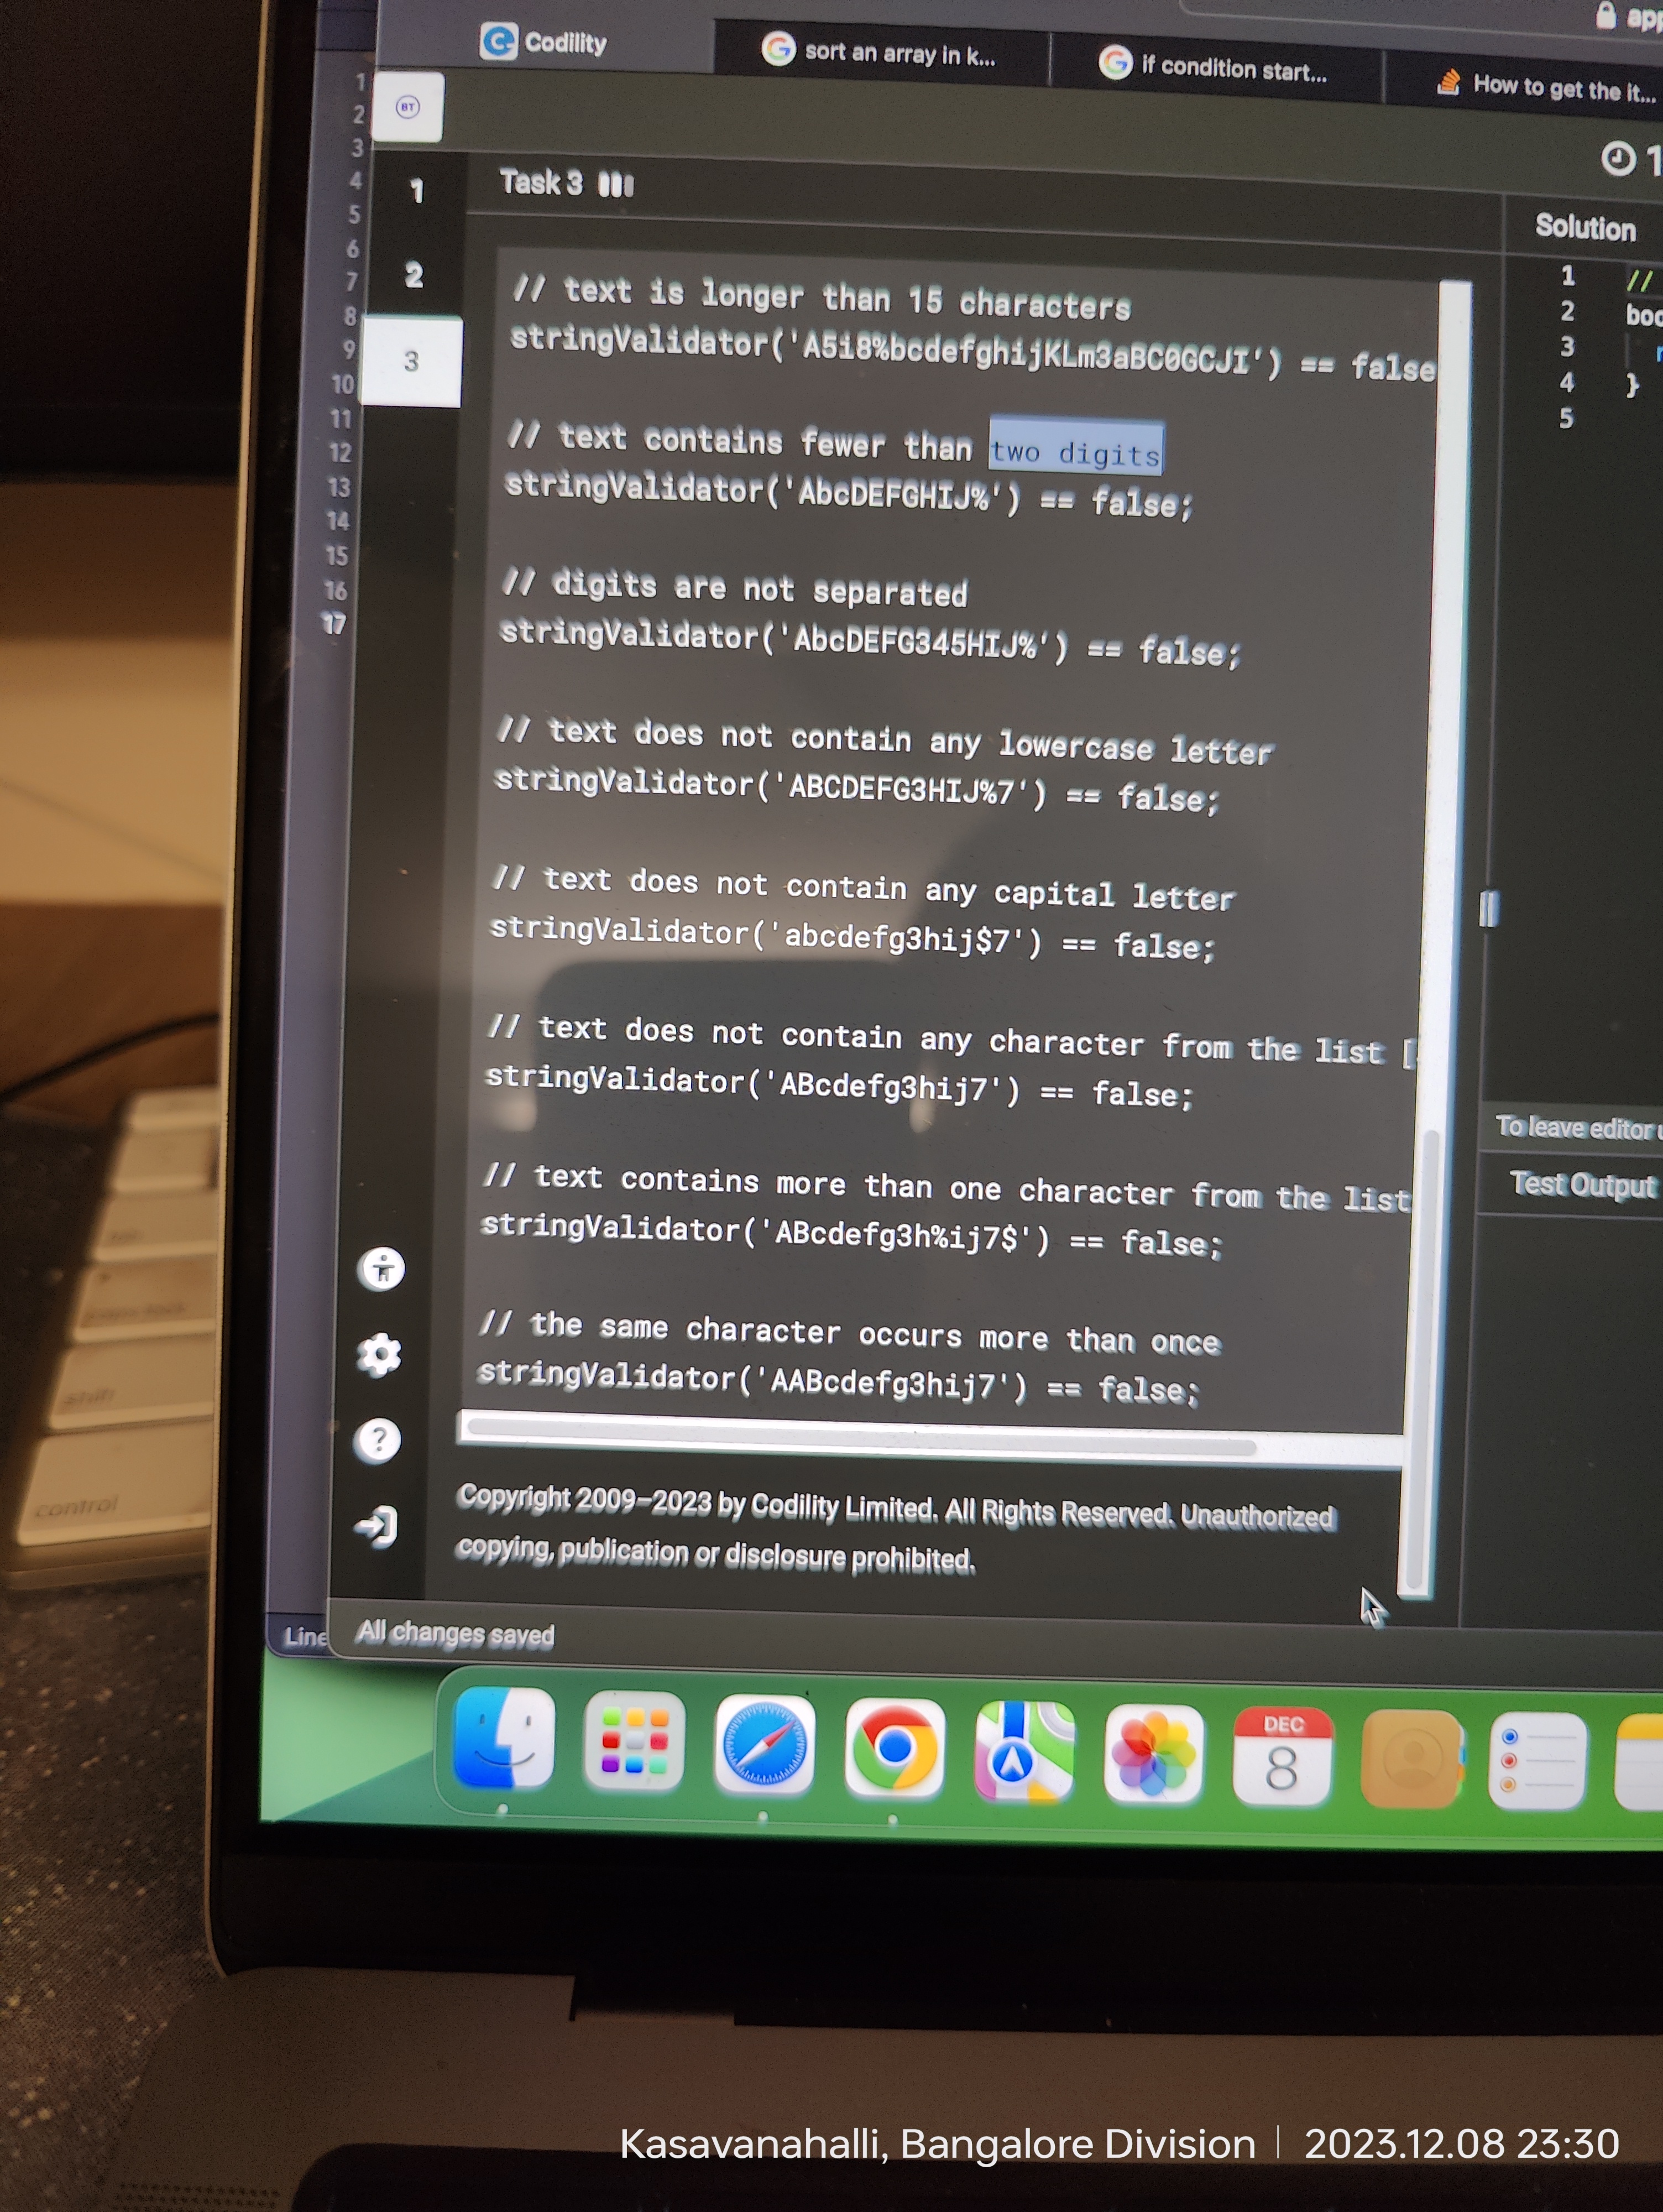 app
Codility
sort an array in k...
if condition start...
How to get the it...
BT
1
2
3
4
5
6
7
8
9
10
11
12
13
14
15
16
17
1
2
3
Task 3
1
// text is longer than 15 characters
stringValidator('A5i8%bcdefghijKLm3aBC0GCJI') == false
// text contains fewer than two digits
stringValidator('AbcDEFGHIJ%') == false;
// digits are not separated
stringValidator('AbcDEFG345HIJ%') == false;
// text does not contain any lowercase letter
stringValidator('ABCDEFG3HIJ%7') == false;
// text does not contain any capital letter
stringValidator('abcdefg3hij$7') == false;
// text does not contain any character from the list [
stringValidator('ABcdefg3hij7') == false;
// text contains more than one character from the list
stringValidator('ABcdefg3h%ij7$') == false;
// the same character occurs more than once
stringValidator('AABcdefg3hij7') == false;
Copyright 2009–2023 by Codility Limited. All Rights Reserved. Unauthorized
copying, publication or disclosure prohibited.
Solution
1 //
2 boo
3 r
4 }
5
To leave editor u
Test Output
Line
All changes saved
DEC
8
shift
control
Kasavanahalli, Bangalore Division | 2023.12.08 23:30